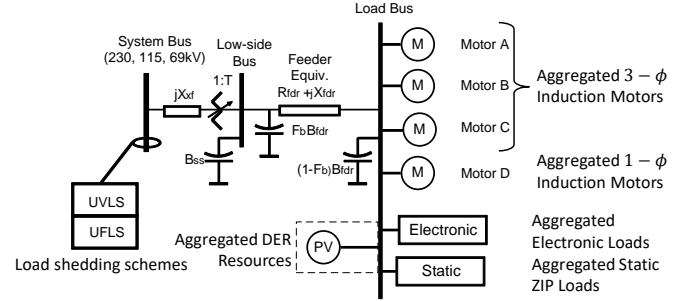 Load Bus
System Bus
(230, 115, 69kV)
Low-side
Bus
1:T
jXxf
Feeder
Equiv.
Rfdr +jXfdr
M
Motor A
M
Motor B
M
Motor C
Aggregated 3 − ϕ
Induction Motors
FbBfdr
Bss
(1-Fb)Bfdr
M
Motor D
Aggregated 1 − ϕ
Induction Motors
UVLS
UFLS
Load shedding schemes
Aggregated DER
Resources
PV
Electronic
Aggregated
Electronic Loads
Static
Aggregated Static
ZIP Loads